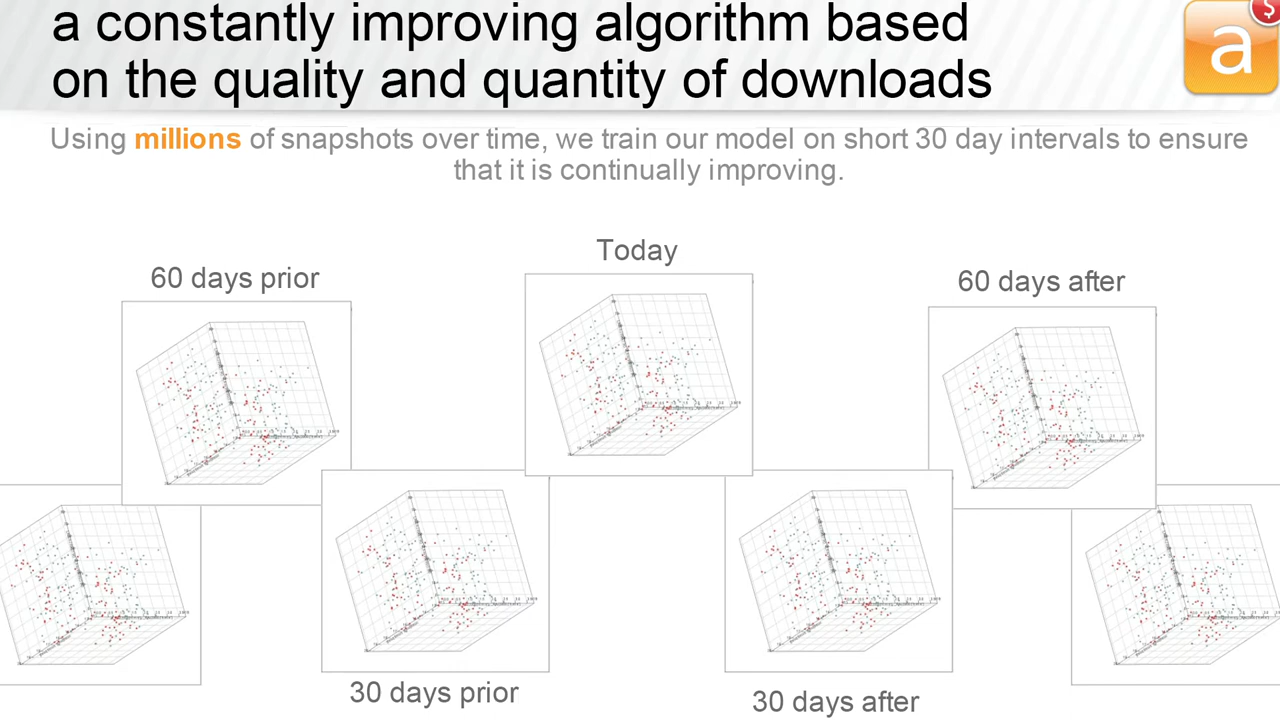 a constantly improving algorithm based
on the quality and quantity of downloads
a
$
Using millions of snapshots over time, we train our model on short 30 day intervals to ensure
that it is continually improving.
Today
60 days prior
60 days after
30 days prior
30 days after